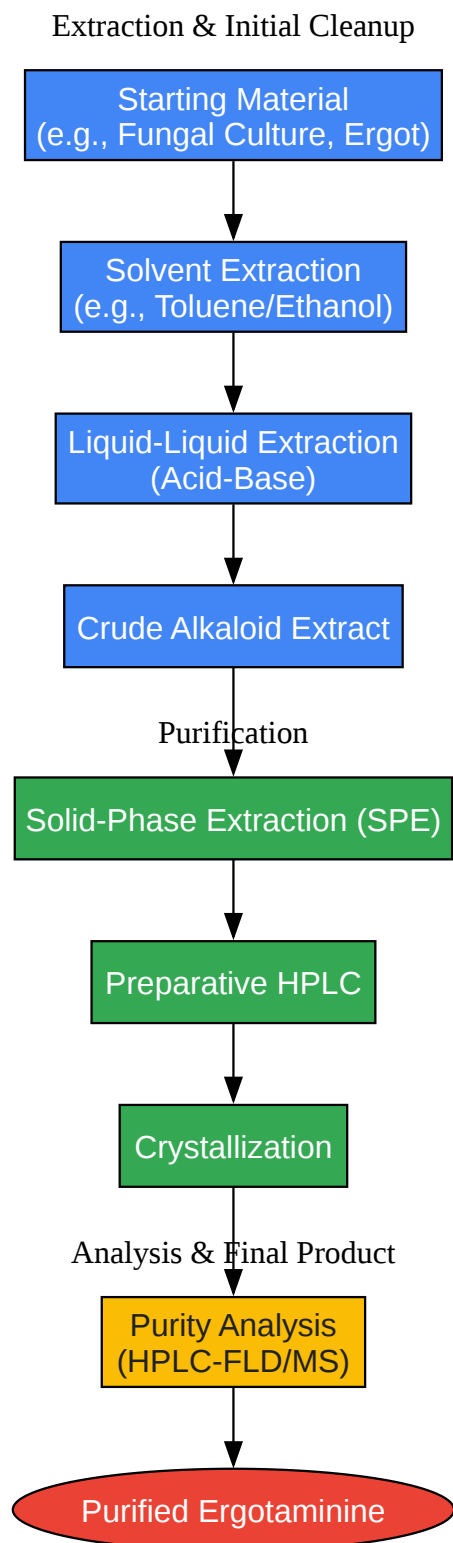 Extraction & Initial Cleanup
Starting Material
(e.g., Fungal Culture, Ergot)
Solvent Extraction
(e.g., Toluene/Ethanol)
Liquid-Liquid Extraction
(Acid-Base)
Crude Alkaloid Extract
Purification
Solid-Phase Extraction (SPE)
Preparative HPLC
Crystallization
Analysis & Final Product
Purity Analysis
(HPLC-FLD/MS)
Purified Ergotaminine